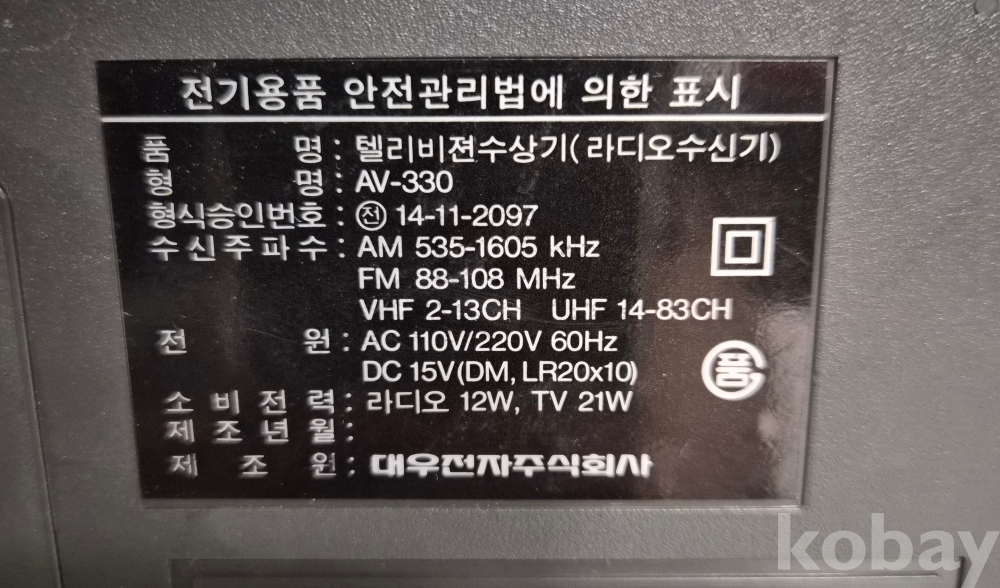 전기용품 안전관리법에 의한 표시
품 명 : 텔리비젼수상기(라디오수신기)
형 명 : AV-330
형식승인번호 : 전 14-11-2097
수신주파수 : AM 535-1605 kHz
FM 88-108 MHz
VHF 2-13CH UHF 14-83CH
전 원 : AC 110V/220V 60Hz
DC 15V(DM, LR20x10)
품
소 비 전 력 : 라디오 12W, TV 21W
제 조 년 월 :
제 조 원 : 대우전자주식회사
kobay